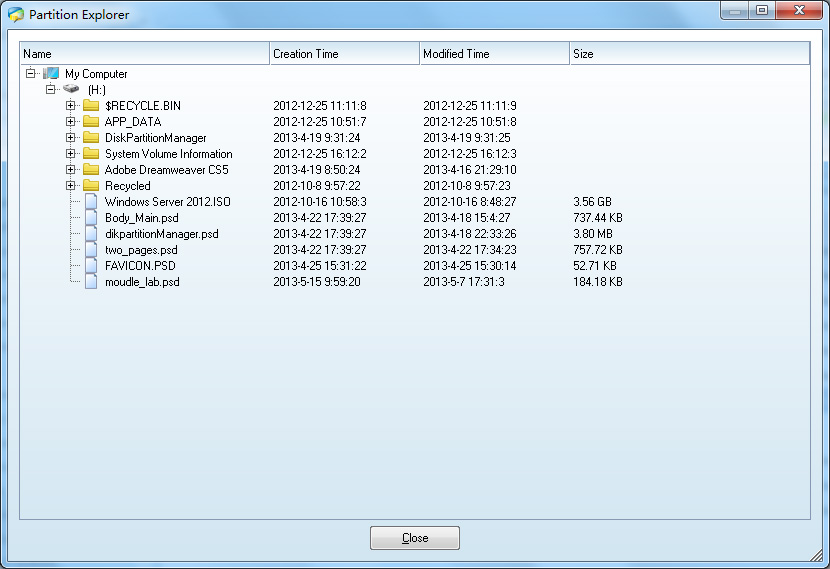 Partition Explorer
Name Creation Time Modified Time Size
My Computer
(H:)
$RECYCLE.BIN 2012-12-25 11:11:8 2012-12-25 11:11:9
APP_DATA 2012-12-25 10:51:7 2012-12-25 10:51:8
DiskPartitionManager 2013-4-19 9:31:24 2013-4-19 9:31:25
System Volume Information 2012-12-25 16:12:2 2012-12-25 16:12:3
Adobe Dreamweaver CS5 2013-4-19 8:50:24 2013-4-16 21:29:10
Recycled 2012-10-8 9:57:22 2012-10-8 9:57:23
Windows Server 2012.ISO 2012-10-16 10:58:3 2012-10-16 8:48:27 3.56 GB
Body_Main.psd 2013-4-22 17:39:27 2013-4-18 15:4:27 737.44 KB
dikpartitionManager.psd 2013-4-22 17:39:27 2013-4-18 22:33:26 3.80 MB
two_pages.psd 2013-4-22 17:39:27 2013-4-22 17:34:23 757.72 KB
FAVICON.PSD 2013-4-25 15:31:22 2013-4-25 15:30:14 52.71 KB
moudle_lab.psd 2013-5-15 9:59:20 2013-5-7 17:31:3 184.18 KB
Close